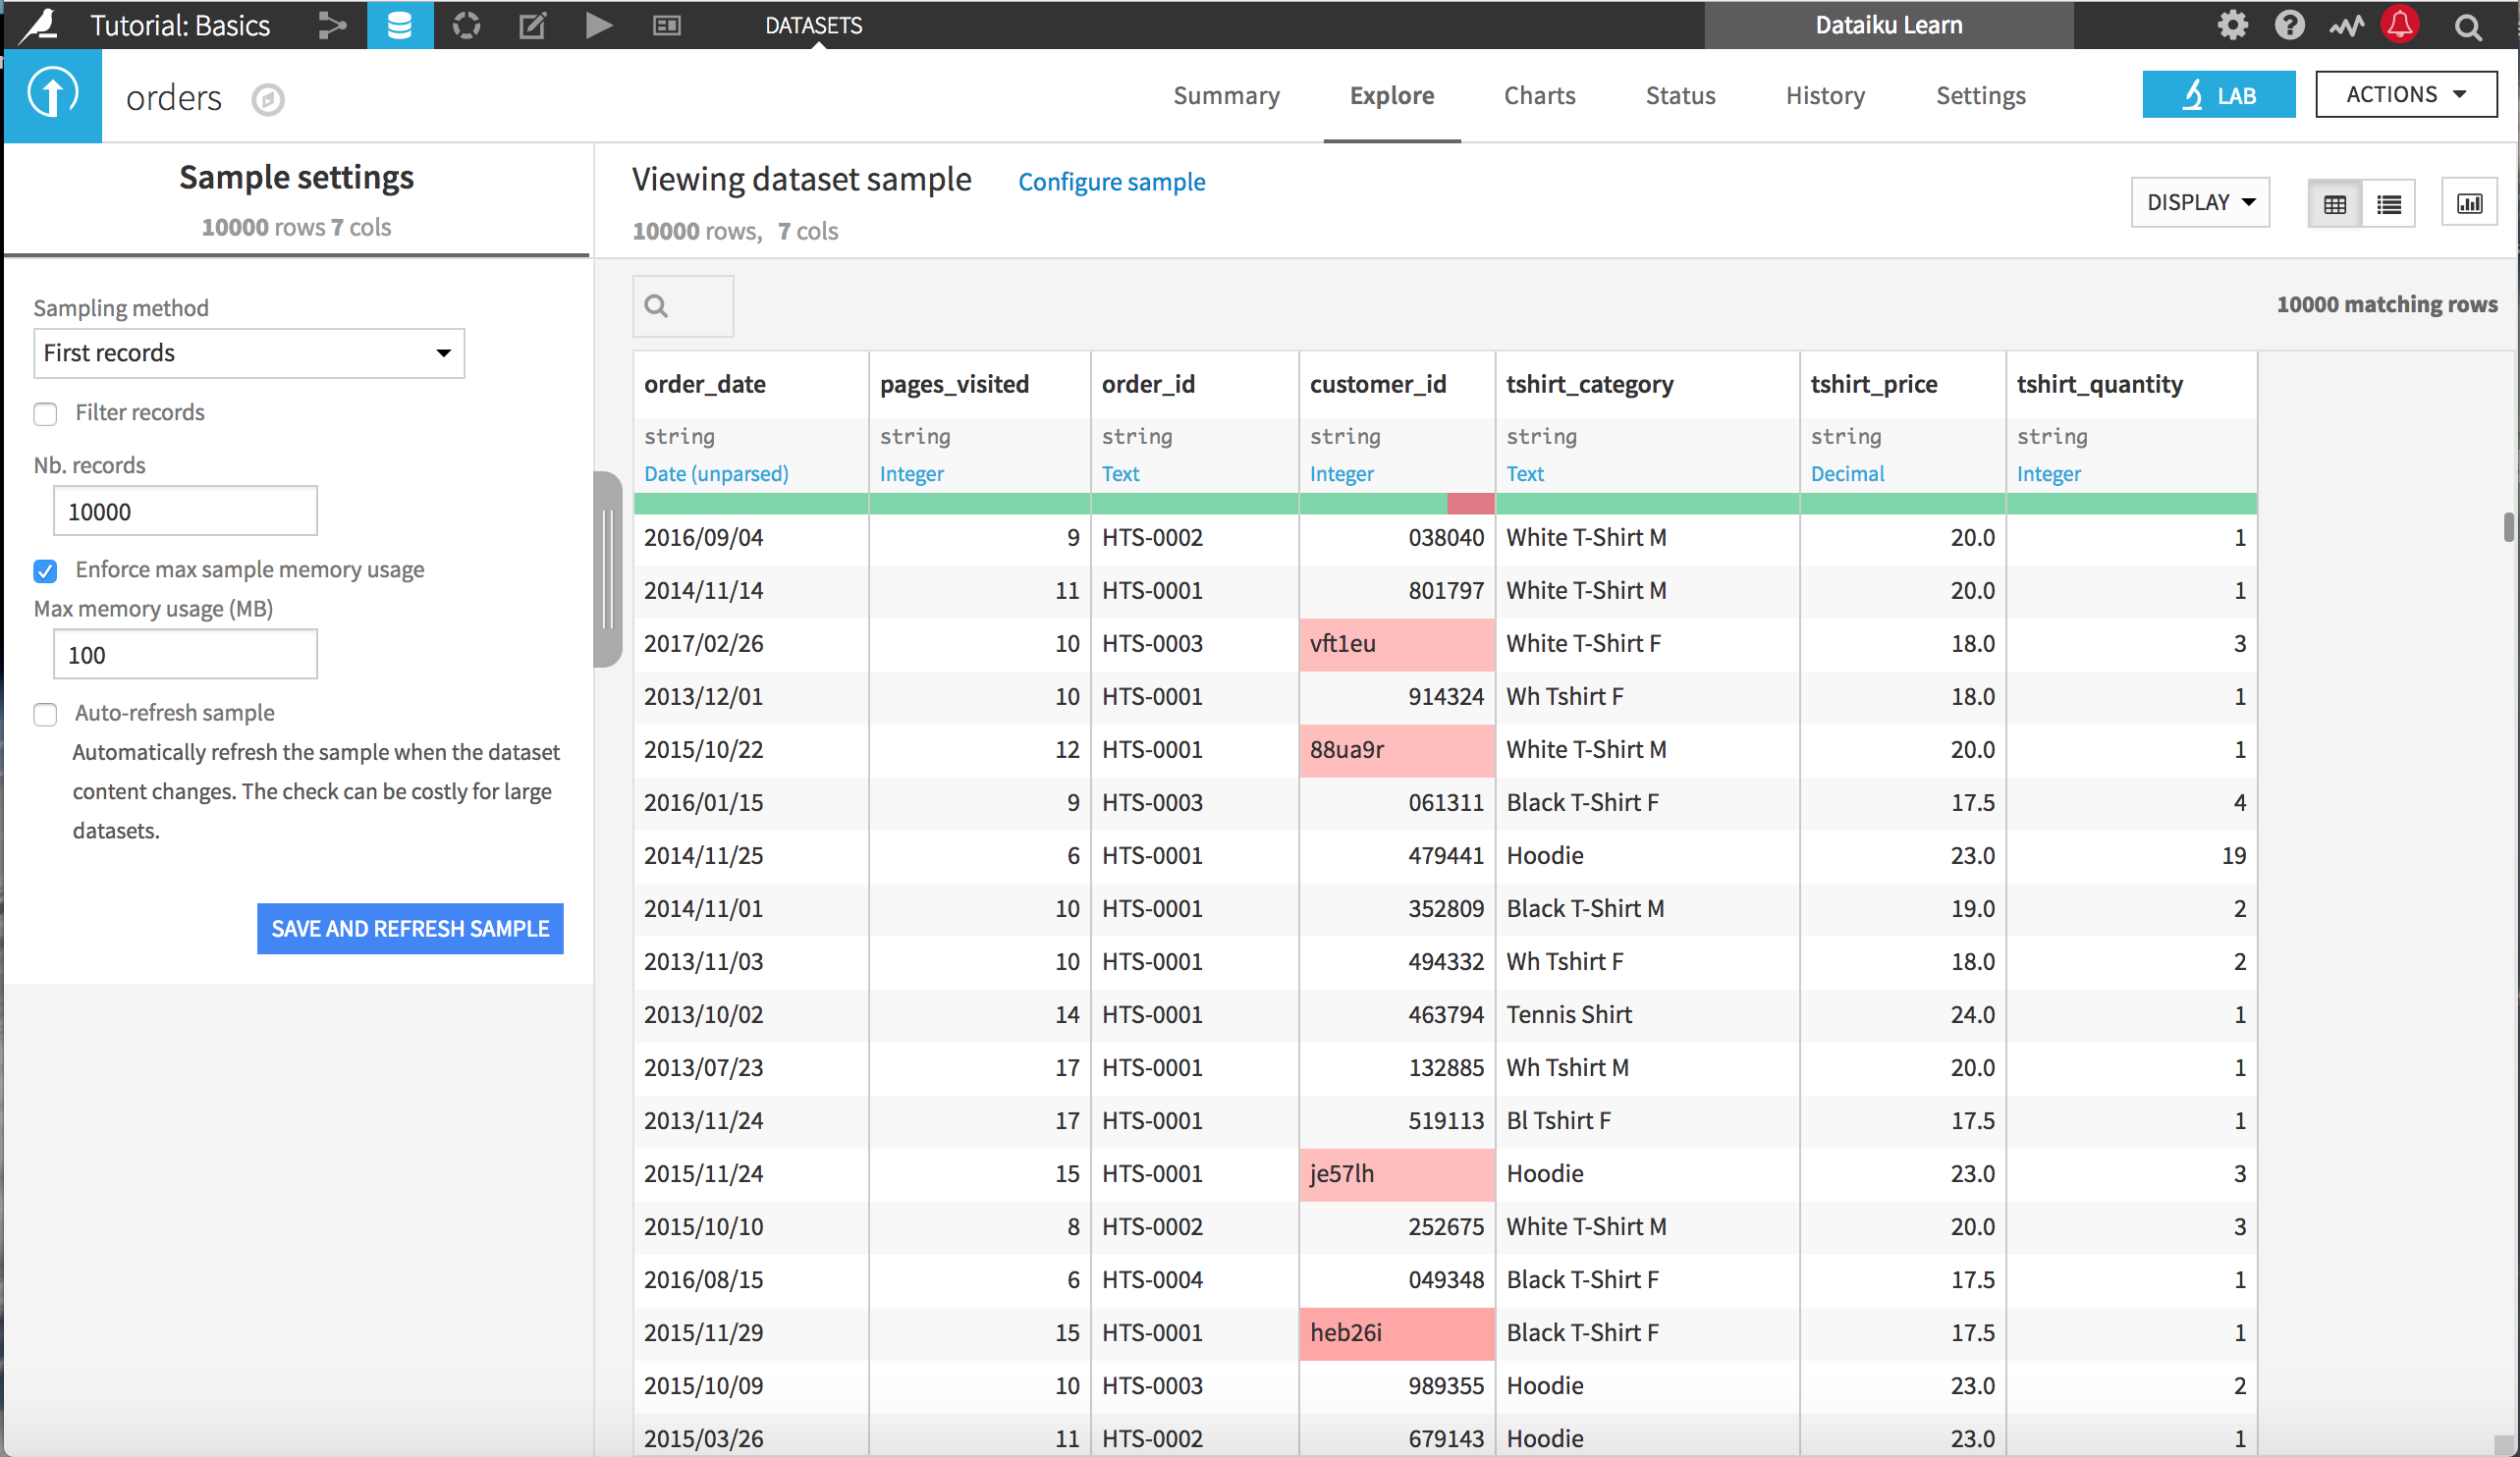 Tutorial: Basics DATASETS Dataiku Learn
orders Summary Explore Charts Status History Settings LAB ACTIONS
Sample settings
10000 rows 7 cols
Sampling method
First records
Filter records
Nb. records
10000
Enforce max sample memory usage
Max memory usage (MB)
100
Auto-refresh sample
Automatically refresh the sample when the dataset
content changes. The check can be costly for large
datasets.
SAVE AND REFRESH SAMPLE
Viewing dataset sample Configure sample
10000 rows, 7 cols
DISPLAY
10000 matching rows
order_date pages_visited order_id customer_id tshirt_category tshirt_price tshirt_quantity
string string string string string string string
Date (unparsed) Integer Text Integer Text Decimal Integer
2016/09/04 9 HTS-0002 038040 White T-Shirt M 20.0 1
2014/11/14 11 HTS-0001 801797 White T-Shirt M 20.0 1
2017/02/26 10 HTS-0003 vft1eu White T-Shirt F 18.0 3
2013/12/01 10 HTS-0001 914324 Wh Tshirt F 18.0 1
2015/10/22 12 HTS-0001 88ua9r White T-Shirt M 20.0 1
2016/01/15 9 HTS-0003 061311 Black T-Shirt F 17.5 4
2014/11/25 6 HTS-0001 479441 Hoodie 23.0 19
2014/11/01 10 HTS-0001 352809 Black T-Shirt M 19.0 2
2013/11/03 10 HTS-0001 494332 Wh Tshirt F 18.0 2
2013/10/02 14 HTS-0001 463794 Tennis Shirt 24.0 1
2013/07/23 17 HTS-0001 132885 Wh Tshirt M 20.0 1
2013/11/24 17 HTS-0001 519113 Bl Tshirt F 17.5 1
2015/11/24 15 HTS-0001 je57lh Hoodie 23.0 3
2015/10/10 8 HTS-0002 252675 White T-Shirt M 20.0 3
2016/08/15 6 HTS-0004 049348 Black T-Shirt F 17.5 1
2015/11/29 15 HTS-0001 heb26i Black T-Shirt F 17.5 1
2015/10/09 10 HTS-0003 989355 Hoodie 23.0 2
2015/03/26 11 HTS-0002 679143 Hoodie 23.0 1